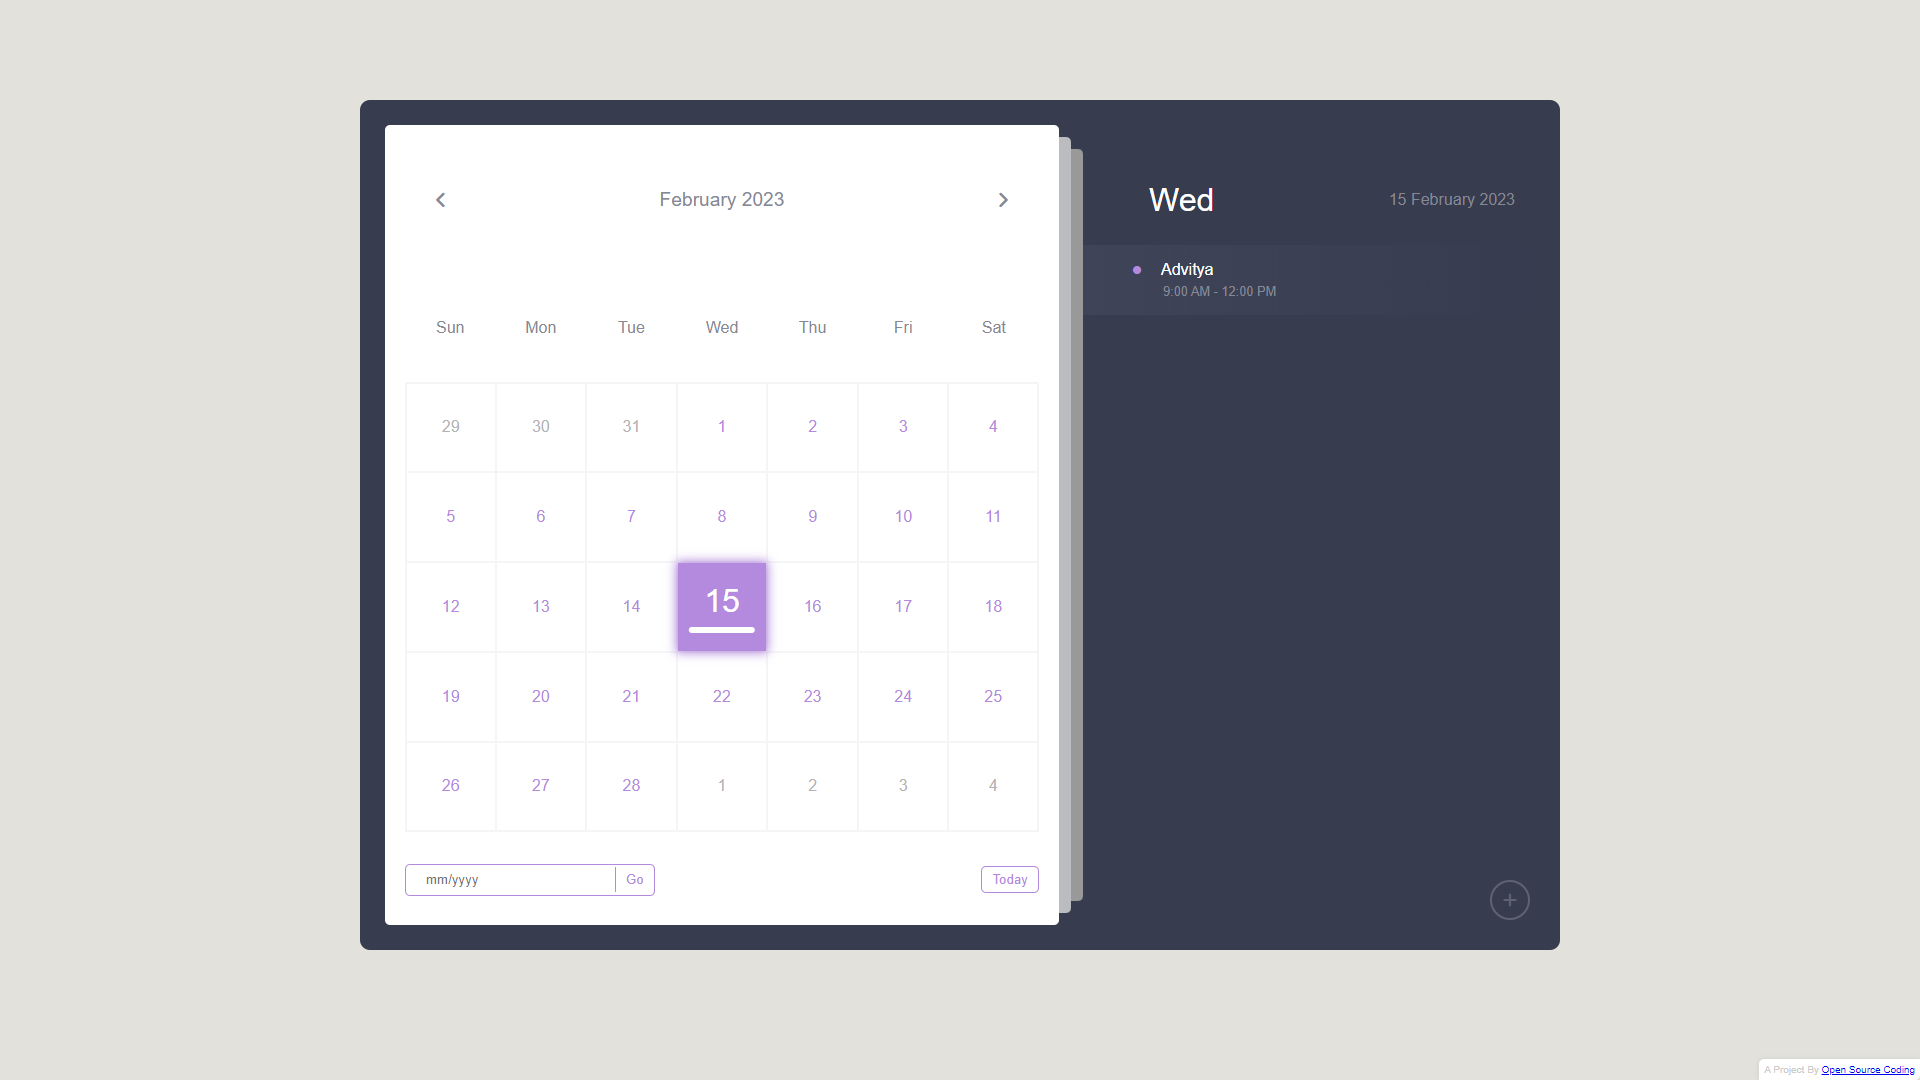 February 2023
Sun Mon Tue Wed Thu Fri Sat
29 30 31 1 2 3 4
5 6 7 8 9 10 11
12 13 14 15 16 17 18
19 20 21 22 23 24 25
26 27 28 1 2 3 4
mm/yyyy Go Today
Wed 15 February 2023
Advitya
9:00 AM - 12:00 PM
A Project By Open Source Coding